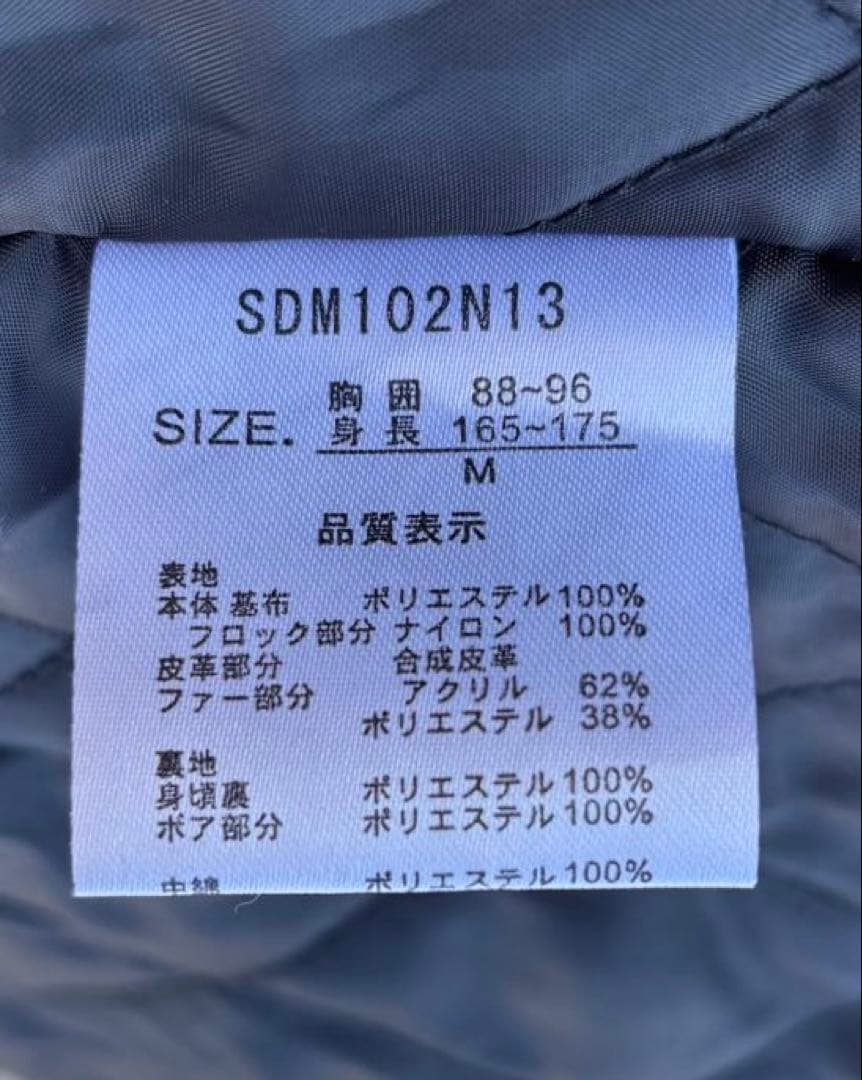 SDM102N13
胸囲 88~96
SIZE. 身長 165~175
M
品質表示
表地
本体基布 ポリエステル100%
フロック部分 ナイロン 100%
皮革部分 合成皮革
ファー部分 アクリル 62%
ポリエステル 38%
裏地
身頃裏 ポリエステル100%
ボア部分 ポリエステル100%
中綿 ポリエステル100%